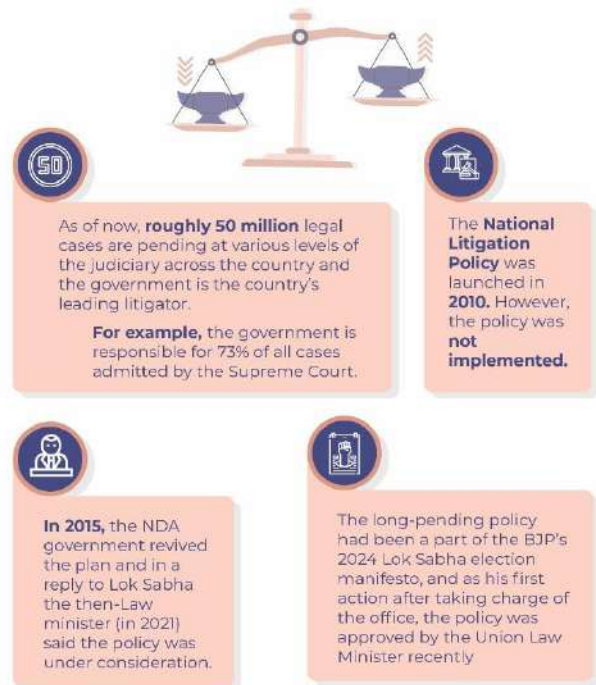 50
As of now, roughly 50 million legal
cases are pending at various levels of
the judiciary across the country and
the government is the country's
leading litigator.
For example, the government is
responsible for 73% of all cases
admitted by the Supreme Court.
The National
Litigation
Policy was
launched in
2010. However,
the policy was
not
implemented.
In 2015, the NDA
government revived
the plan and in a
reply to Lok Sabha
the then-Law
minister (in 2021)
said the policy was
under consideration.
The long-pending policy
had been a part of the BJP's
2024 Lok Sabha election
manifesto, and as his first
action after taking charge of
the office, the policy was
approved by the Union Law
Minister recently